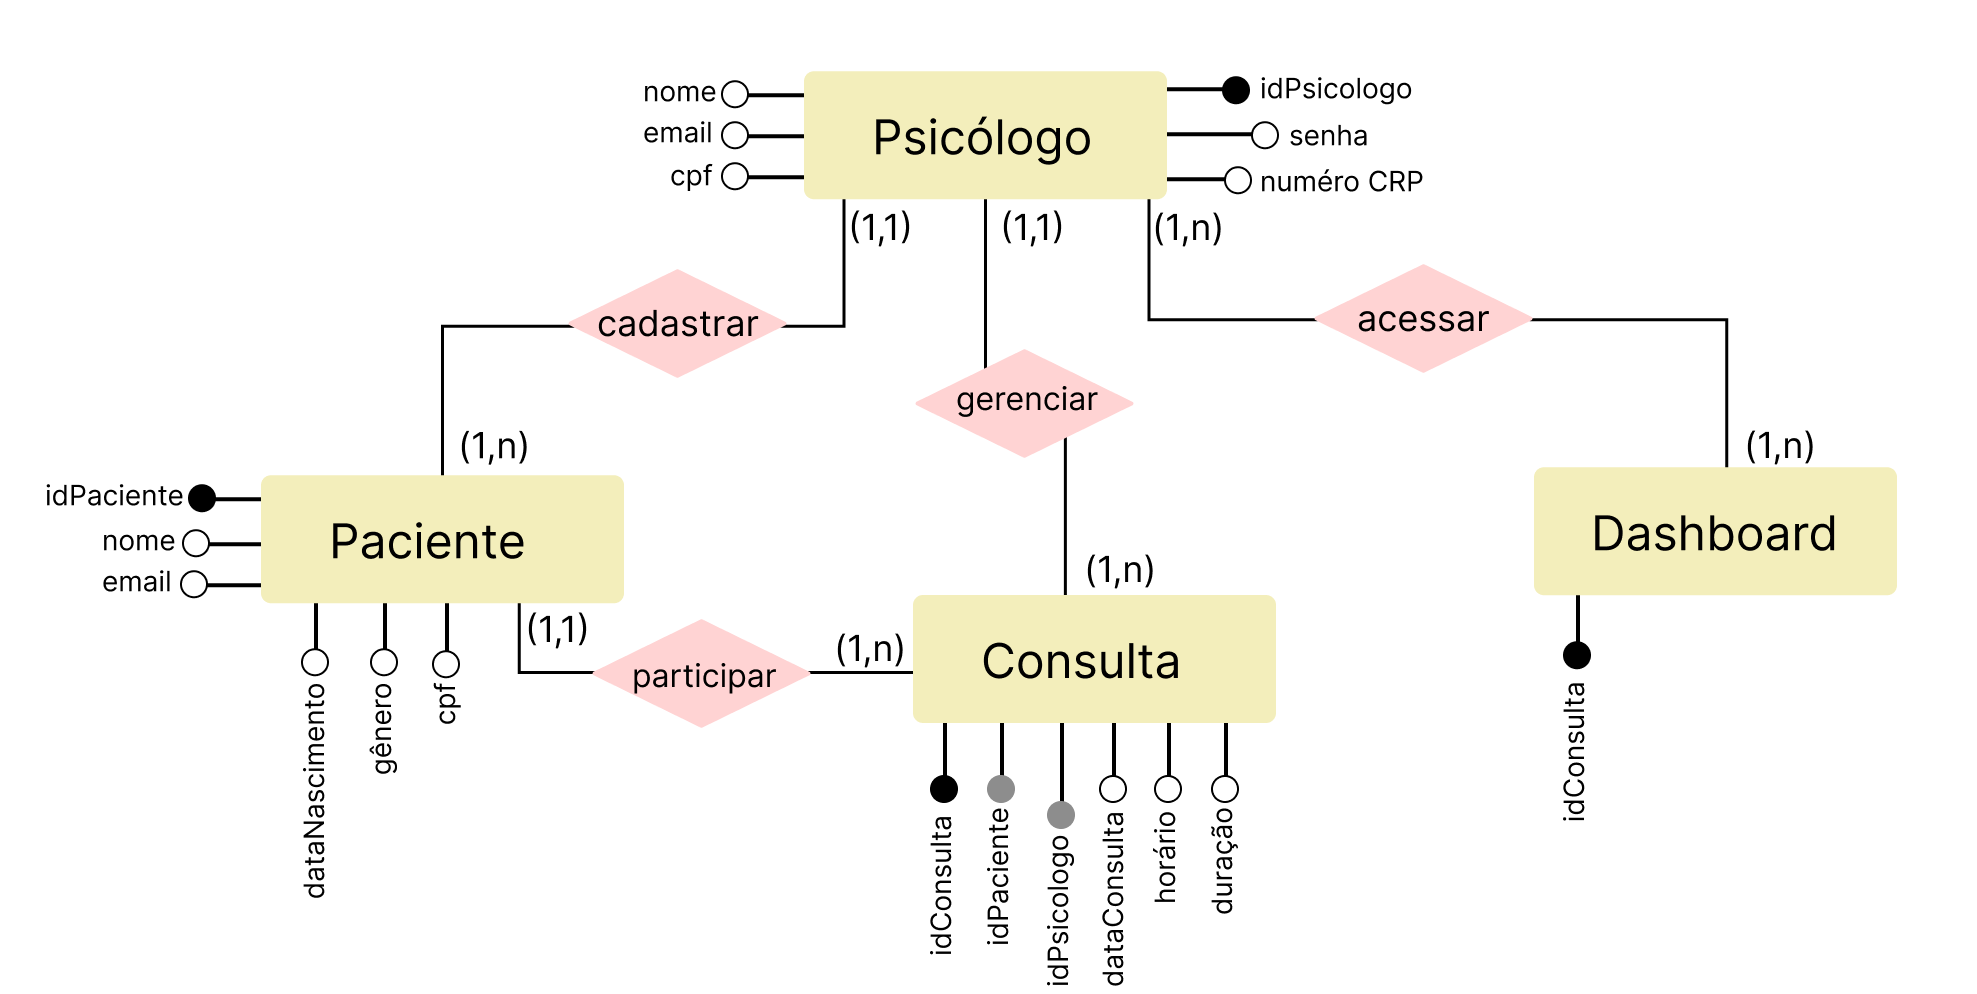 nome
email
cpf
Psicólogo
idPsicologo
senha
numéro CRP
(1,1)
(1,1)
(1,n)
cadastrar
gerenciar
acessar
(1,n)
(1,n)
(1,n)
idPaciente
nome
email
Paciente
Dashboard
(1,1)
participar
(1,n)
Consulta
dataNascimento
gênero
cpf
idConsulta
idConsulta
idPaciente
idPsicologo
dataConsulta
horário
duração